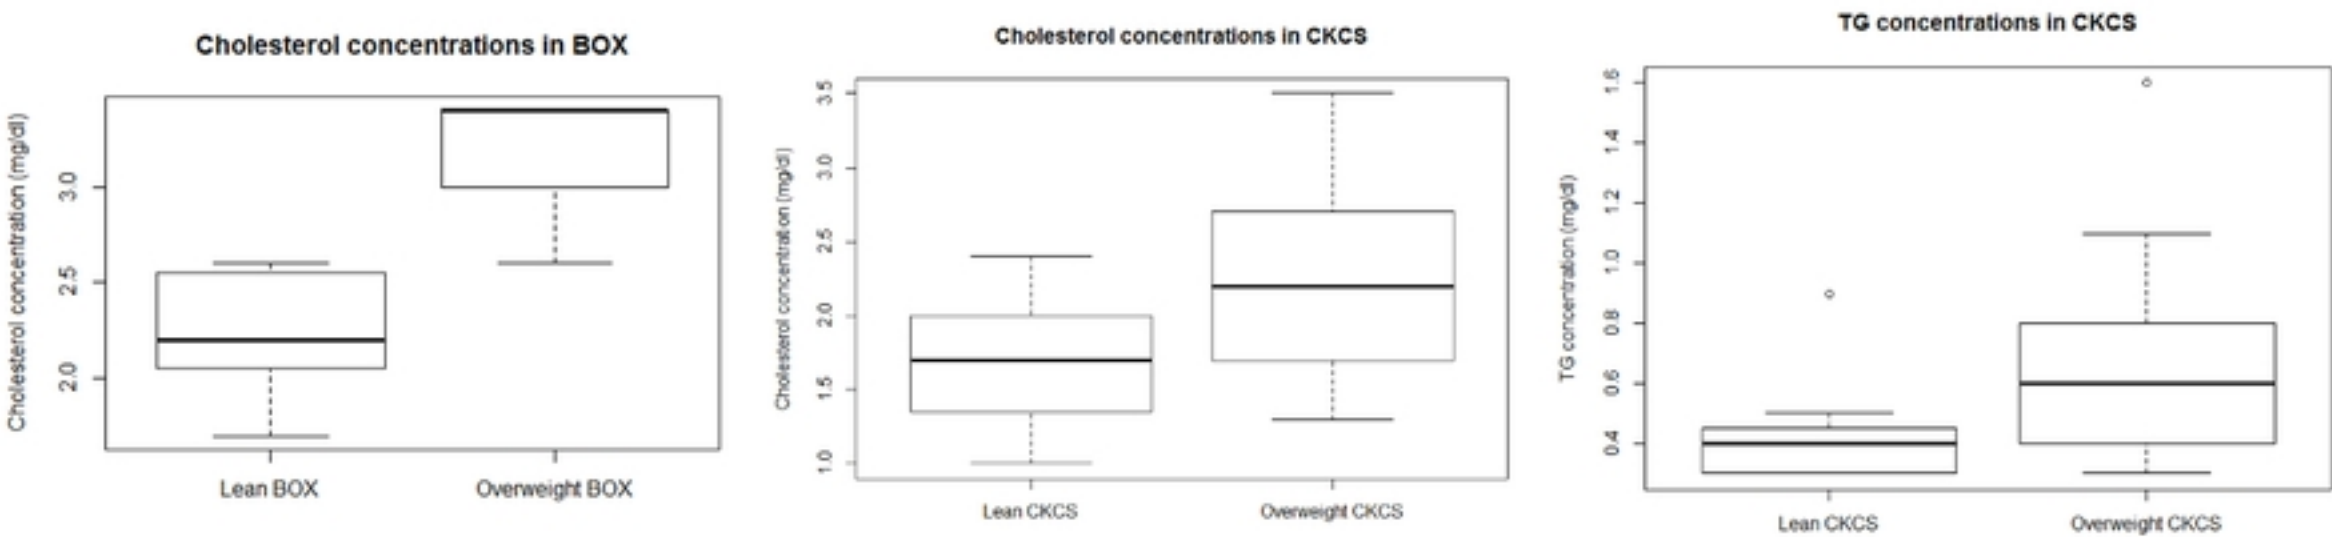 Cholesterol concentrations in BOX
Cholesterol concentration (mg/dl)
3.0
2.5
2.0
Lean BOX
Overweight BOX
Cholesterol concentrations in CKCS
Cholesterol concentration (mg/dl)
3.5
3.0
2.5
2.0
1.5
1.0
Lean CKCS
Overweight CKCS
TG concentrations in CKCS
TG concentration (mg/dl)
1.6
1.4
1.2
1.0
0.8
0.6
0.4
Lean CKCS
Overweight CKCS